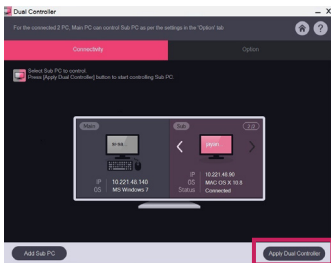 Dual Controller
For the connected 2 PC, Main PC can control Sub PC as per the settings in the 'Option' tab
Connectivity
Option
Select Sub PC to control.
Press [Apply Dual Controller] button to start controlling Sub PC
Main
Sub
IP 10.221.48.140
OS MS Windows 7
IP 10.221.48.90
OS MAC OS X 10.8
Status Connected
Add Sub PC
Apply Dual Controller